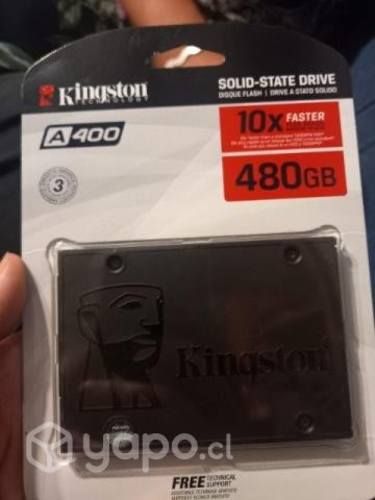 Kingston
TECHNOLOGY
SOLID-STATE DRIVE
DISQUE FLASH | DRIVE A STATO SOLIDO
A400
10x FASTER
3
480GB
Kingston
yapo.cl
FREE TECHNICAL SUPPORT